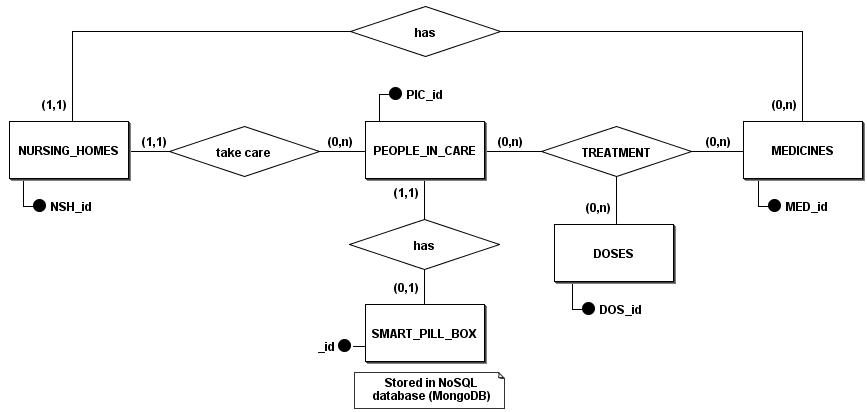 has
(1,1)
(0,n)
PIC_id
NURSING_HOMES
(1,1)
take care
(0,n)
PEOPLE_IN_CARE
(0,n)
TREATMENT
(0,n)
MEDICINES
NSH_id
(1,1)
(0,n)
MED_id
has
DOSES
(0,1)
DOS_id
SMART_PILL_BOX
_id
Stored in NoSQL
database (MongoDB)